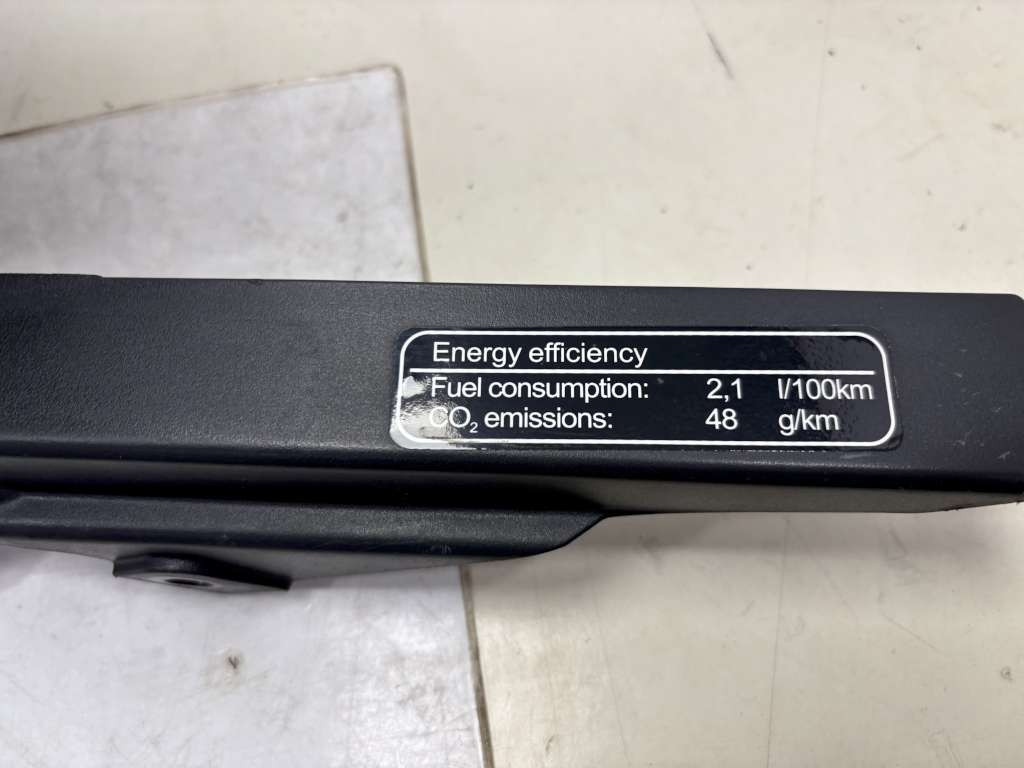 Energy efficiency
Fuel consumption: 2,1 l/100km
CO₂ emissions: 48 g/km